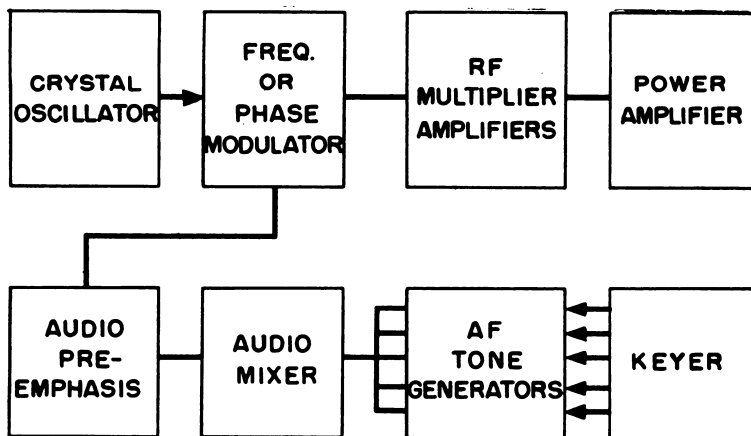 CRYSTAL
OSCILLATOR
FREQ.
OR
PHASE
MODULATOR
RF
MULTIPLIER
AMPLIFIERS
POWER
AMPLIFIER
AUDIO
PRE-
EMPHASIS
AUDIO
MIXER
AF
TONE
GENERATORS
KEYER